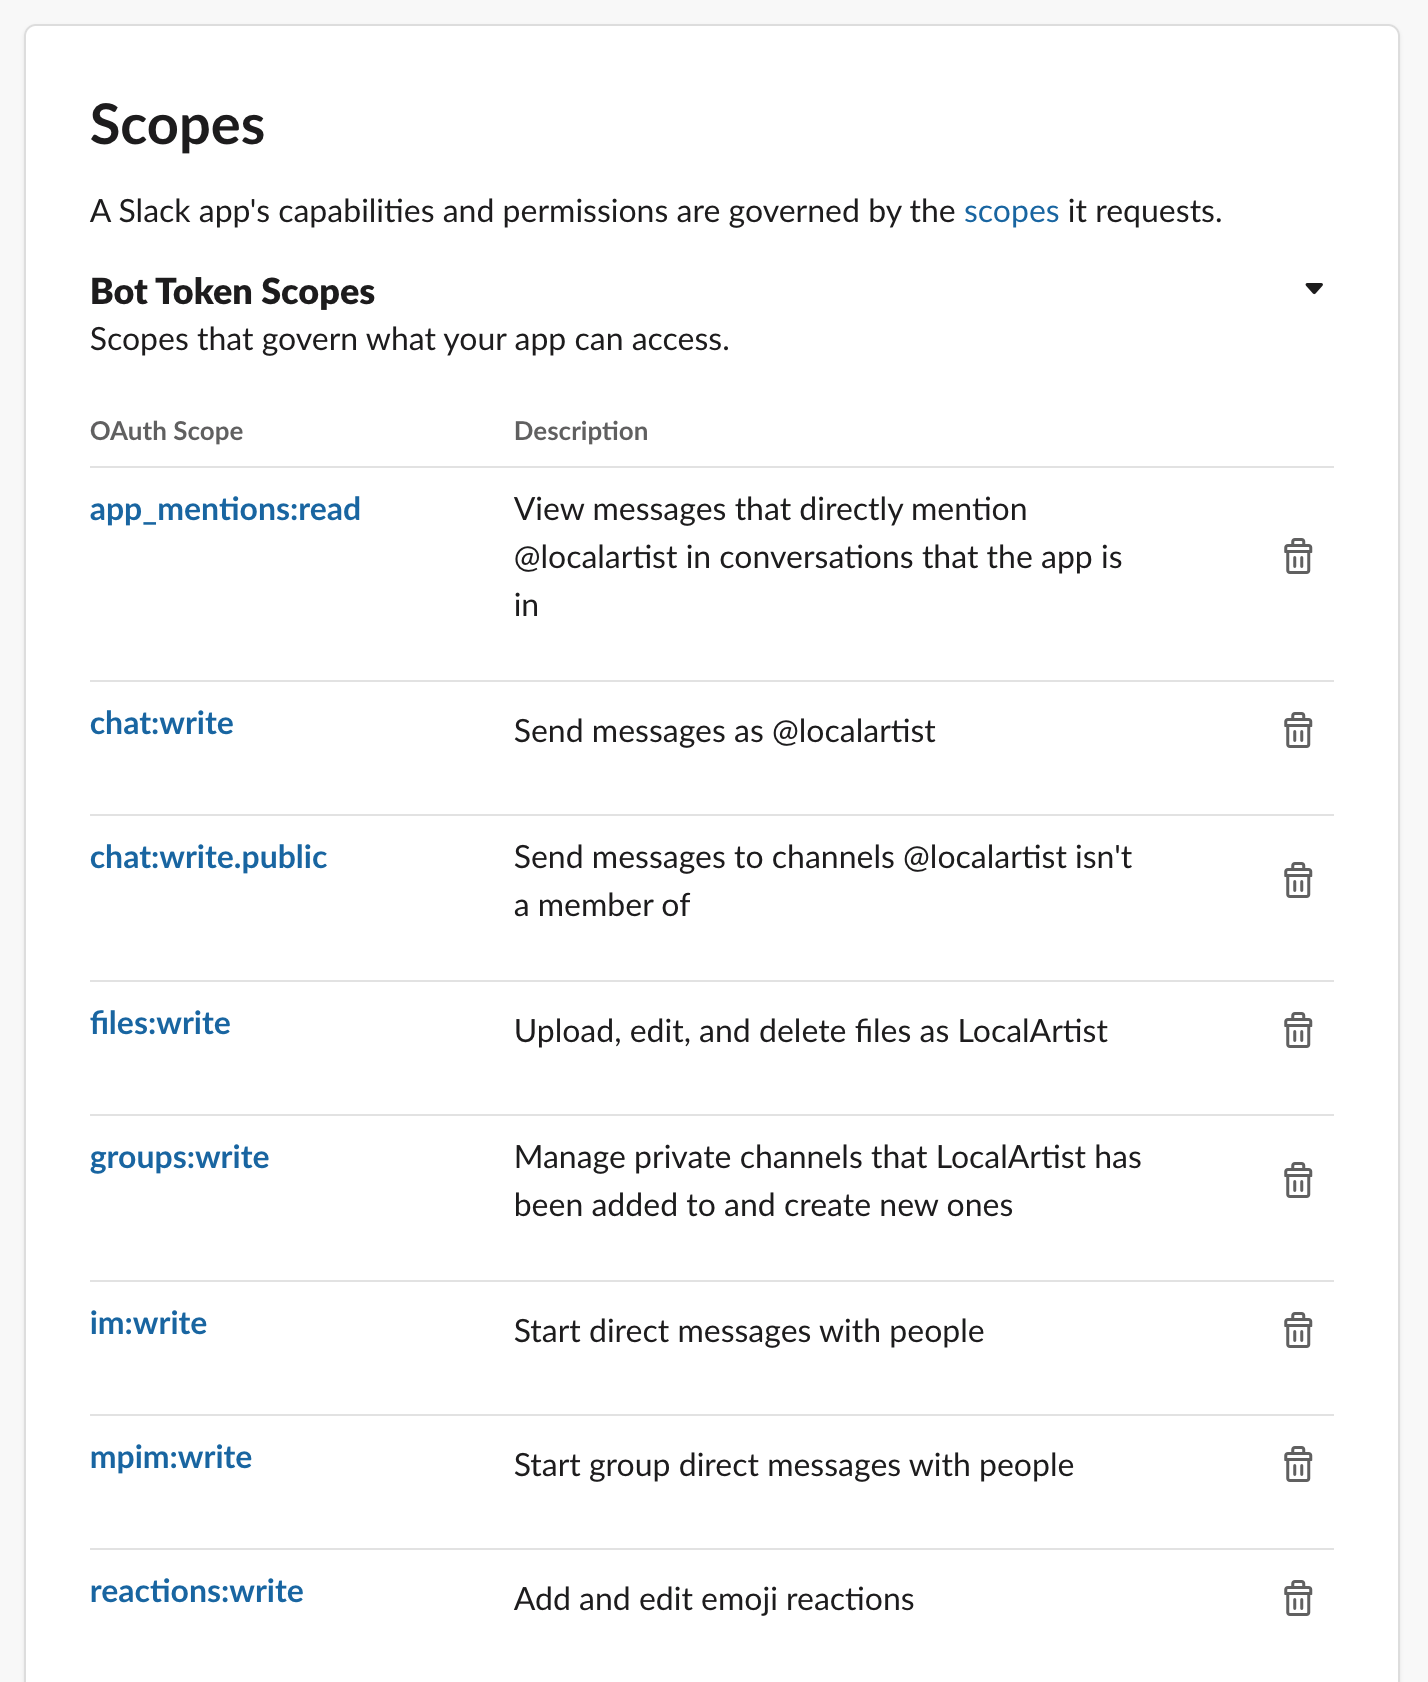 Scopes
A Slack app's capabilities and permissions are governed by the scopes it requests.
Bot Token Scopes
Scopes that govern what your app can access.
OAuth Scope Description
app_mentions:read View messages that directly mention
@localartist in conversations that the app is
in
chat:write Send messages as @localartist
chat:write.public Send messages to channels @localartist isn't
a member of
files:write Upload, edit, and delete files as LocalArtist
groups:write Manage private channels that LocalArtist has
been added to and create new ones
im:write Start direct messages with people
mpim:write Start group direct messages with people
reactions:write Add and edit emoji reactions